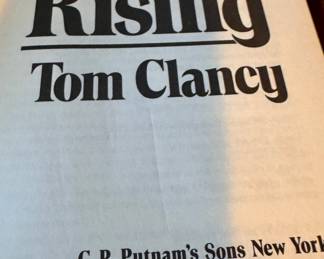 Rising
Tom Clancy
G. P. Putnam's Sons New York